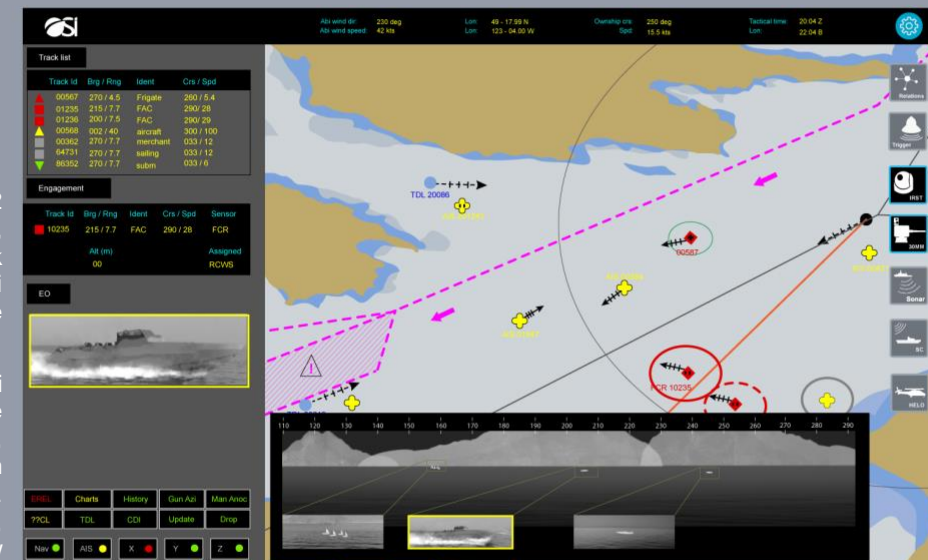 OSI
Abi wind dir: 230 deg Lon: 49 - 17.99 N Ownship crs: 250 deg Tactical time: 20:04 Z
Abi wind speed: 42 kts Lon: 123 - 04.00 W Spd: 15.5 kts Lon: 22:04 B
Track list
Track Id Brg / Rng Ident Crs / Spd
00567 270 / 4.5 Frigate 260 / 5.4
01235 215 / 7.7 FAC 290/ 28
01236 200 / 7.5 FAC 290/ 29
00568 002 / 40 aircraft 300 / 100
00362 270 / 7.7 merchant 033 / 12
64731 270 / 7.7 sailing 033 / 12
86352 270 / 7.7 subm 033 / 6
Engagement
Track Id Brg / Rng Ident Crs / Spd Sensor
10235 215 / 7.7 FAC 290 / 28 FCR
Alt (m) Assigned
00 RCWS
EO
EREL Charts History Gun Azi Man Anoc
??CL TDL CDI Update Drop
Nav AIS X Y Z
TDL 20086
00587
FCR 10235
!
Relations
Trigger
IRST
30MM
Sonar
SC
HELO
110 120 130 140 150 160 170 180 190 200 210 220 230 240 250 260 270 280 290